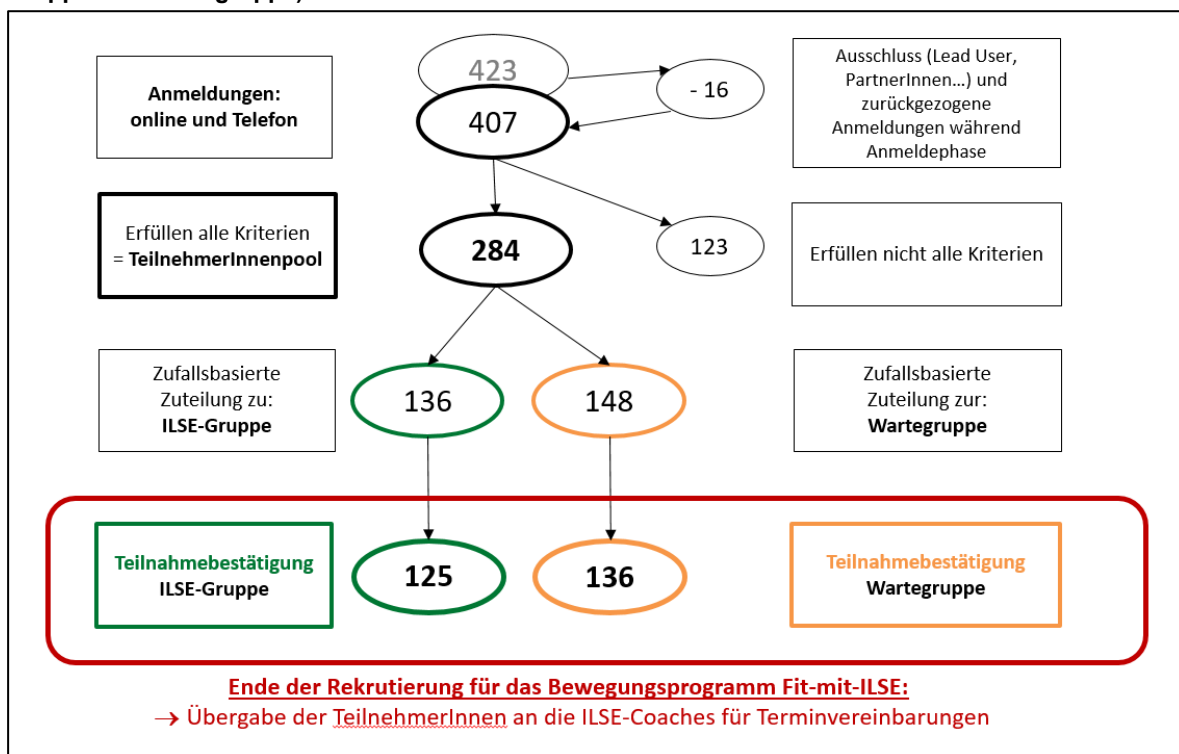 423
- 16
407
Anmeldungen:
online und Telefon
Ausschluss (Lead User,
PartnerInnen...) und
zurückgezogene
Anmeldungen während
Anmeldephase
Erfüllen alle Kriterien
= TeilnehmerInnenpool
284
123
Erfüllen nicht alle Kriterien
Zufallsbasierte
Zuteilung zu:
ILSE-Gruppe
136
148
Zufallsbasierte
Zuteilung zur:
Wartegruppe
Teilnahmebestätigung
ILSE-Gruppe
125
136
Teilnahmebestätigung
Wartegruppe
Ende der Rekrutierung für das Bewegungsprogramm Fit-mit-ILSE:
→ Übergabe der TeilnehmerInnen an die ILSE-Coaches für Terminvereinbarungen